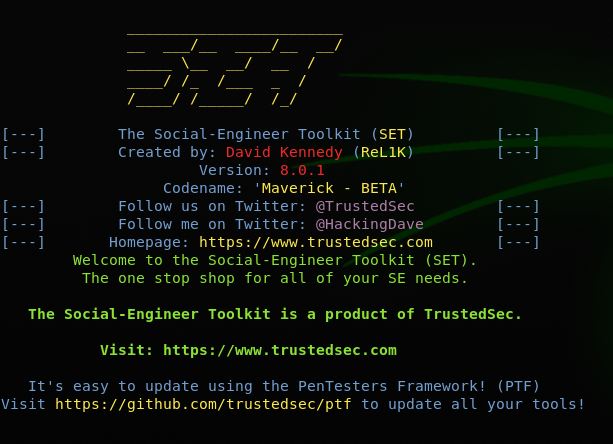 [---] The Social-Engineer Toolkit (SET) [---]
[---] Created by: David Kennedy (ReL1K) [---]
Version: 8.0.1
Codename: 'Maverick - BETA'
[---] Follow us on Twitter: @TrustedSec [---]
[---] Follow me on Twitter: @HackingDave [---]
[---] Homepage: https://www.trustedsec.com [---]
Welcome to the Social-Engineer Toolkit (SET).
The one stop shop for all of your SE needs.
The Social-Engineer Toolkit is a product of TrustedSec.
Visit: https://www.trustedsec.com
It's easy to update using the PenTesters Framework! (PTF)
Visit https://github.com/trustedsec/ptf to update all your tools!